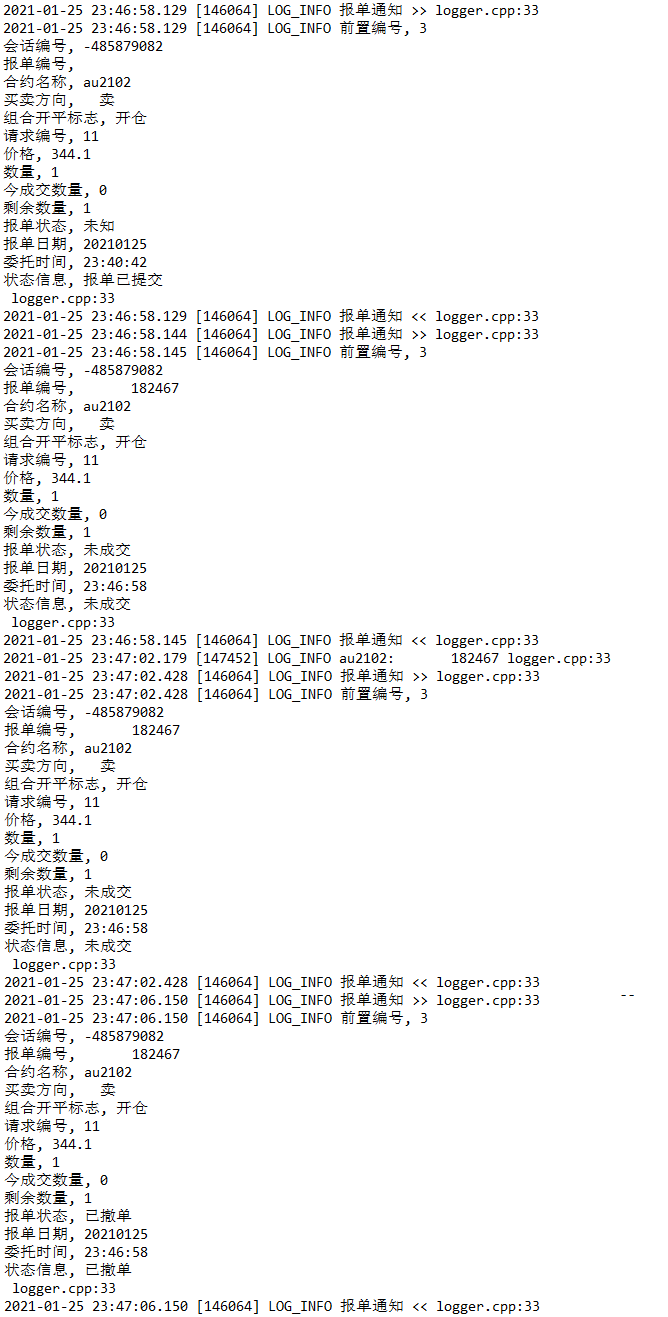 2021-01-25 23:46:58.129 [146064] LOG_INFO 报单通知 >> logger.cpp:33
2021-01-25 23:46:58.129 [146064] LOG_INFO 前置编号, 3
会话编号, -485879082
报单编号,
合约名称, au2102
买卖方向,   卖
组合开平标志, 开仓
请求编号, 11
价格, 344.1
数量, 1
今成交数量, 0
剩余数量, 1
报单状态, 未知
报单日期, 20210125
委托时间, 23:40:42
状态信息, 报单已提交
 logger.cpp:33
2021-01-25 23:46:58.129 [146064] LOG_INFO 报单通知 << logger.cpp:33
2021-01-25 23:46:58.144 [146064] LOG_INFO 报单通知 >> logger.cpp:33
2021-01-25 23:46:58.145 [146064] LOG_INFO 前置编号, 3
会话编号, -485879082
报单编号,       182467
合约名称, au2102
买卖方向,   卖
组合开平标志, 开仓
请求编号, 11
价格, 344.1
数量, 1
今成交数量, 0
剩余数量, 1
报单状态, 未成交
报单日期, 20210125
委托时间, 23:46:58
状态信息, 未成交
 logger.cpp:33
2021-01-25 23:46:58.145 [146064] LOG_INFO 报单通知 << logger.cpp:33
2021-01-25 23:47:02.179 [147452] LOG_INFO au2102:       182467 logger.cpp:33
2021-01-25 23:47:02.428 [146064] LOG_INFO 报单通知 >> logger.cpp:33
2021-01-25 23:47:02.428 [146064] LOG_INFO 前置编号, 3
会话编号, -485879082
报单编号,       182467
合约名称, au2102
买卖方向,   卖
组合开平标志, 开仓
请求编号, 11
价格, 344.1
数量, 1
今成交数量, 0
剩余数量, 1
报单状态, 未成交
报单日期, 20210125
委托时间, 23:46:58
状态信息, 未成交
 logger.cpp:33
2021-01-25 23:47:02.428 [146064] LOG_INFO 报单通知 << logger.cpp:33
2021-01-25 23:47:06.150 [146064] LOG_INFO 报单通知 >> logger.cpp:33 --
2021-01-25 23:47:06.150 [146064] LOG_INFO 前置编号, 3
会话编号, -485879082
报单编号,       182467
合约名称, au2102
买卖方向,   卖
组合开平标志, 开仓
请求编号, 11
价格, 344.1
数量, 1
今成交数量, 0
剩余数量, 1
报单状态, 已撤单
报单日期, 20210125
委托时间, 23:46:58
状态信息, 已撤单
 logger.cpp:33
2021-01-25 23:47:06.150 [146064] LOG_INFO 报单通知 << logger.cpp:33